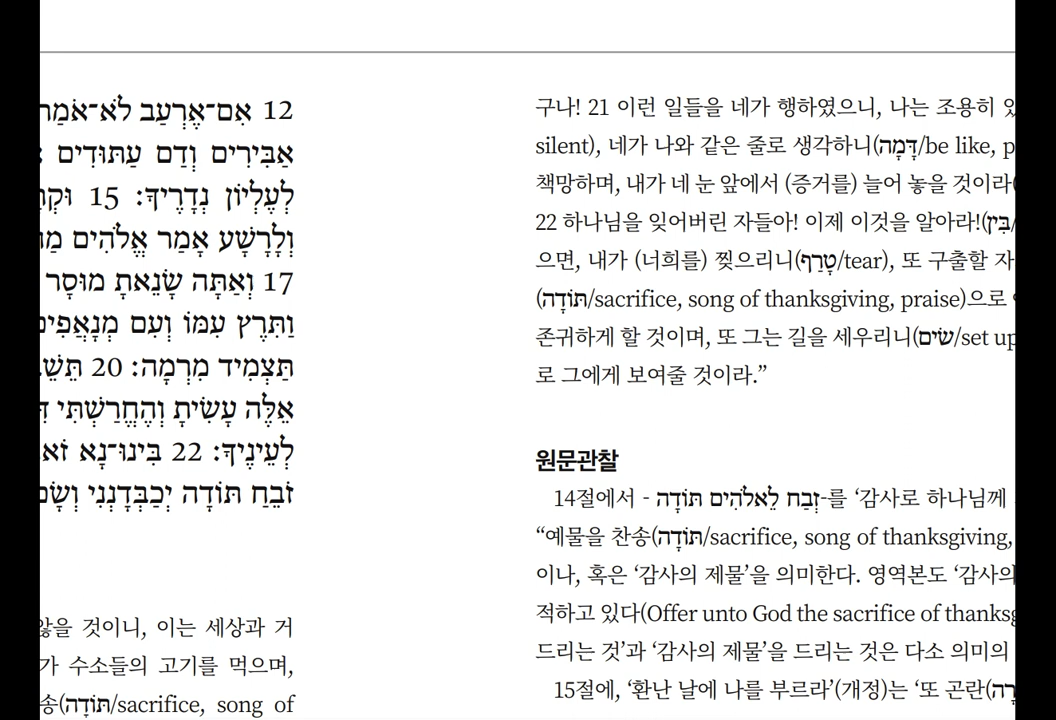 12 אִם־אֶרְעַב לֹא־אֹמַר
אַבִּירִים וְדַם עַתּוּדִים
לְעֶלְיוֹן נְדָרֶיךָ׃ 15
וְלָרָשָׁע אָמַר אֱלֹהִים
17 וְאַתָּה שָׂנֵאתָ מוּסָר
וַתִּרֶץ עִמּוֹ וְעִם מְנָאֲפִים
תַּצְמִיד מִרְמָה׃ 20
אֵלֶּה עָשִׂיתָ וְהֶחֱרַשְׁתִּי
לְעֵינֶיךָ׃ 22 בִּינוּ־נָא
זֹבֵחַ תּוֹדָה יְכַבְּדָנְנִי
않을 것이니, 이는 세상과 거
가 수소들의 고기를 먹으며,
송(תּוֹדָה/sacrifice, song of
구나! 21 이런 일들을 네가 행하였으니, 나는 조용히
silent), 네가 나와 같은 줄로 생각하니(דָּמָה/be like,
책망하며, 내가 네 눈 앞에서 (증거를) 늘어 놓을 것이라
22 하나님을 잊어버린 자들아! 이제 이것을 알아라!(בִּין/
으면, 내가 (너희를) 찢으리니(טָרַף/tear), 또 구출할 자
(תּוֹדָה/sacrifice, song of thanksgiving, praise)으로
존귀하게 할 것이며, 또 그는 길을 세우리니(שִׂים/set up
로 그에게 보여줄 것이라.”
원문관찰
14절에서 - זְבַח לֵאלֹהִים תּוֹדָה-를 ‘감사로 하나님께
“예물을 찬송(תּוֹדָה/sacrifice, song of thanksgiving,
이나, 혹은 ‘감사의 제물’을 의미한다. 영역본도 ‘감사의
적하고 있다(Offer unto God the sacrifice of
드리는 것’과 ‘감사의 제물’을 드리는 것은 다소 의미의
15절에, ‘환난 날에 나를 부르라’(개정)는 ‘또 곤란(